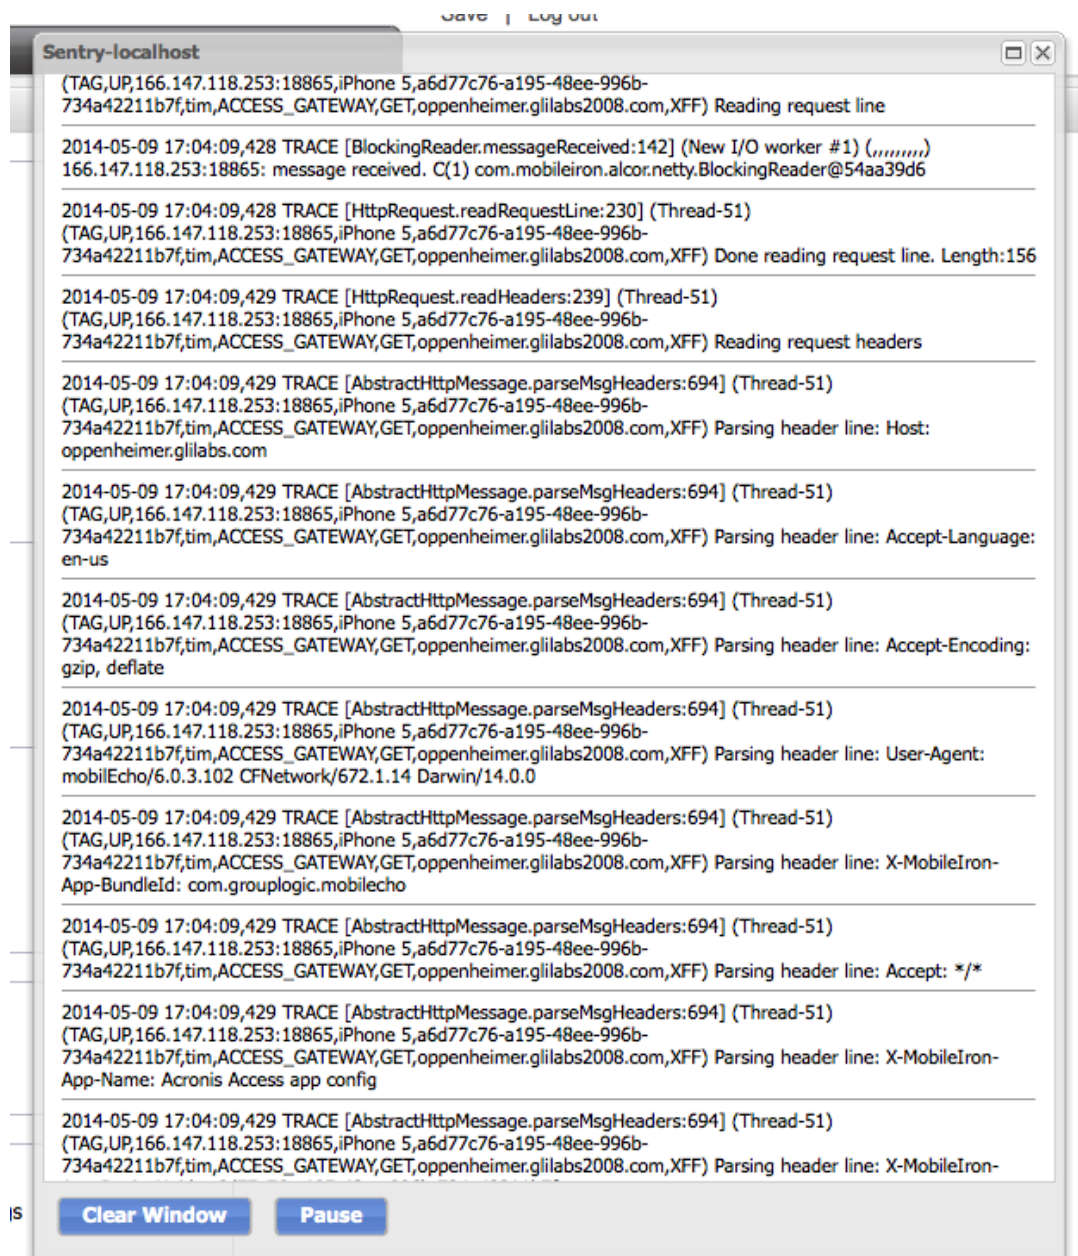 Save | Log out
Sentry-localhost
(TAG,UP,166.147.118.253:18865,iPhone 5,a6d77c76-a195-48ee-996b-
734a42211b7f,tim,ACCESS_GATEWAY,GET,oppenheimer.glilabs2008.com,XFF) Reading request line
2014-05-09 17:04:09,428 TRACE [BlockingReader.messageReceived:142] (New I/O worker #1) (,,,,,,,,,)
166.147.118.253:18865: message received. C(1) com.mobileiron.alcor.netty.BlockingReader@54aa39d6
2014-05-09 17:04:09,428 TRACE [HttpRequest.readRequestLine:230] (Thread-51)
(TAG,UP,166.147.118.253:18865,iPhone 5,a6d77c76-a195-48ee-996b-
734a42211b7f,tim,ACCESS_GATEWAY,GET,oppenheimer.glilabs2008.com,XFF) Done reading request line. Length:156
2014-05-09 17:04:09,429 TRACE [HttpRequest.readHeaders:239] (Thread-51)
(TAG,UP,166.147.118.253:18865,iPhone 5,a6d77c76-a195-48ee-996b-
734a42211b7f,tim,ACCESS_GATEWAY,GET,oppenheimer.glilabs2008.com,XFF) Reading request headers
2014-05-09 17:04:09,429 TRACE [AbstractHttpMessage.parseMsgHeaders:694] (Thread-51)
(TAG,UP,166.147.118.253:18865,iPhone 5,a6d77c76-a195-48ee-996b-
734a42211b7f,tim,ACCESS_GATEWAY,GET,oppenheimer.glilabs2008.com,XFF) Parsing header line: Host:
oppenheimer.glilabs.com
2014-05-09 17:04:09,429 TRACE [AbstractHttpMessage.parseMsgHeaders:694] (Thread-51)
(TAG,UP,166.147.118.253:18865,iPhone 5,a6d77c76-a195-48ee-996b-
734a42211b7f,tim,ACCESS_GATEWAY,GET,oppenheimer.glilabs2008.com,XFF) Parsing header line: Accept-Language:
en-us
2014-05-09 17:04:09,429 TRACE [AbstractHttpMessage.parseMsgHeaders:694] (Thread-51)
(TAG,UP,166.147.118.253:18865,iPhone 5,a6d77c76-a195-48ee-996b-
734a42211b7f,tim,ACCESS_GATEWAY,GET,oppenheimer.glilabs2008.com,XFF) Parsing header line: Accept-Encoding:
gzip, deflate
2014-05-09 17:04:09,429 TRACE [AbstractHttpMessage.parseMsgHeaders:694] (Thread-51)
(TAG,UP,166.147.118.253:18865,iPhone 5,a6d77c76-a195-48ee-996b-
734a42211b7f,tim,ACCESS_GATEWAY,GET,oppenheimer.glilabs2008.com,XFF) Parsing header line: User-Agent:
mobilEcho/6.0.3.102 CFNetwork/672.1.14 Darwin/14.0.0
2014-05-09 17:04:09,429 TRACE [AbstractHttpMessage.parseMsgHeaders:694] (Thread-51)
(TAG,UP,166.147.118.253:18865,iPhone 5,a6d77c76-a195-48ee-996b-
734a42211b7f,tim,ACCESS_GATEWAY,GET,oppenheimer.glilabs2008.com,XFF) Parsing header line: X-MobileIron-
App-BundleId: com.grouplogic.mobilecho
2014-05-09 17:04:09,429 TRACE [AbstractHttpMessage.parseMsgHeaders:694] (Thread-51)
(TAG,UP,166.147.118.253:18865,iPhone 5,a6d77c76-a195-48ee-996b-
734a42211b7f,tim,ACCESS_GATEWAY,GET,oppenheimer.glilabs2008.com,XFF) Parsing header line: Accept: */*
2014-05-09 17:04:09,429 TRACE [AbstractHttpMessage.parseMsgHeaders:694] (Thread-51)
(TAG,UP,166.147.118.253:18865,iPhone 5,a6d77c76-a195-48ee-996b-
734a42211b7f,tim,ACCESS_GATEWAY,GET,oppenheimer.glilabs2008.com,XFF) Parsing header line: X-MobileIron-
App-Name: Acronis Access app config
2014-05-09 17:04:09,429 TRACE [AbstractHttpMessage.parseMsgHeaders:694] (Thread-51)
(TAG,UP,166.147.118.253:18865,iPhone 5,a6d77c76-a195-48ee-996b-
734a42211b7f,tim,ACCESS_GATEWAY,GET,oppenheimer.glilabs2008.com,XFF) Parsing header line: X-MobileIron-
Clear Window
Pause